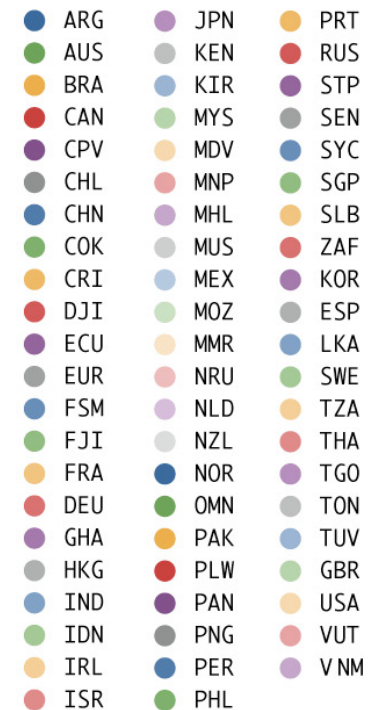 ARG
AUS
BRA
CAN
CPV
CHL
CHN
COK
CRI
DJI
ECU
EUR
FSM
FJI
FRA
DEU
GHA
HKG
IND
IDN
IRL
ISR
JPN
KEN
KIR
MYS
MDV
MNP
MHL
MUS
MEX
MOZ
MMR
NRU
NLD
NZL
NOR
OMN
PAK
PLW
PAN
PNG
PER
PHL
PRT
RUS
STP
SEN
SYC
SGP
SLB
ZAF
KOR
ESP
LKA
SWE
TZA
THA
TGO
TON
TUV
GBR
USA
VUT
VNM